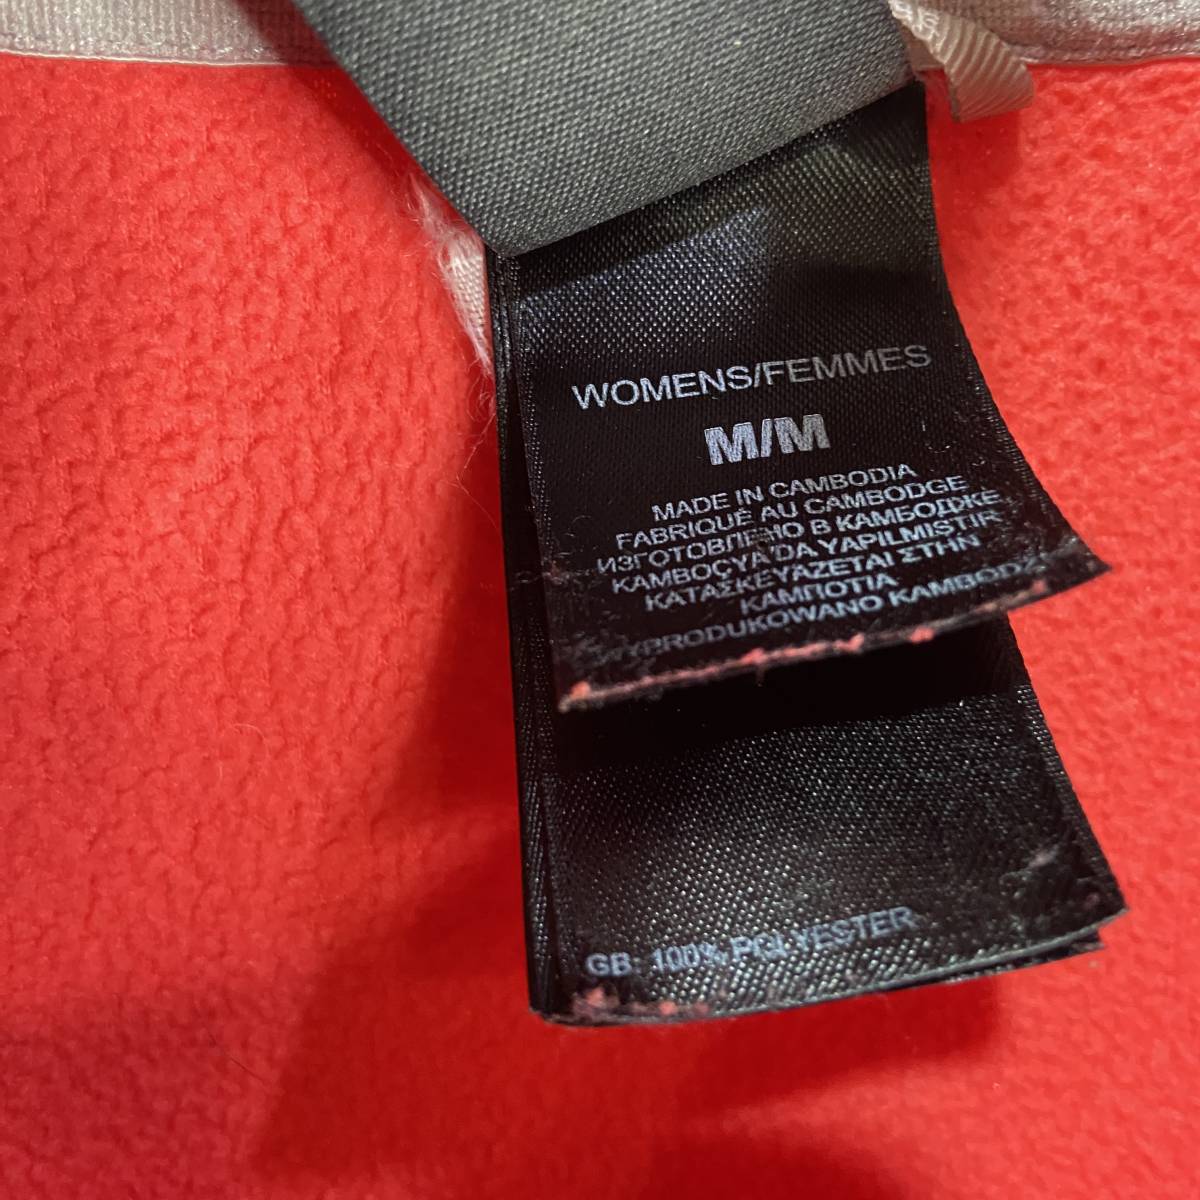 WOMENS/FEMMES
M/M
MADE IN CAMBODIA
FABRIQUÉ AU CAMBODGE
ИЗГОТОВЛЕНО В КАМБОДЖЕ
KAMBOÇYA'DA YAPILMISTIR
ΚΑΤΑΣΚΕΥΑΖΕΤΑΙ ΣΤΗΝ
ΚΑΜΠΟΤΙΑ
WYPRODUKOWANO KAMBODŻ
GB: 100% POLYESTER